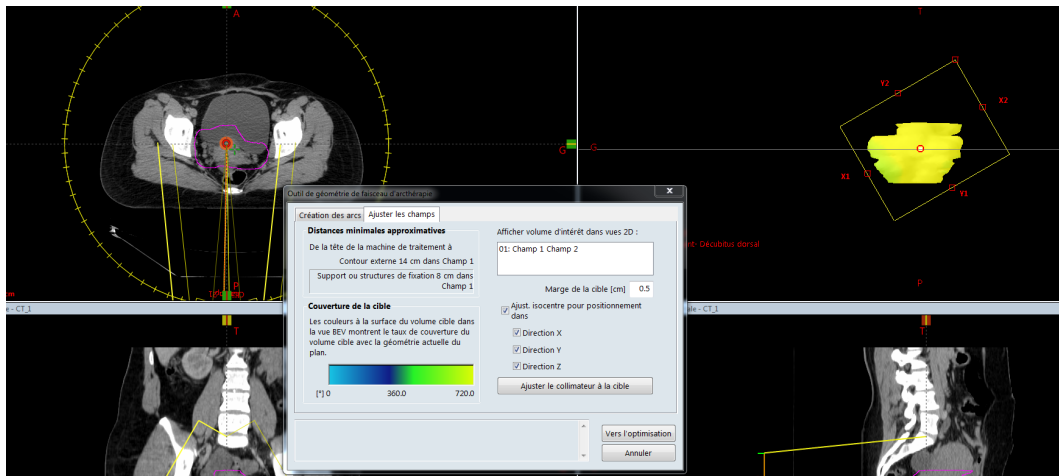 A
T
Y2
X2
G
G
X1
Y1
Décubitus dorsal
P
P
cm
Outil de géométrie de faisceau d'arcthérapie
x
Création des arcs
Ajuster les champs
Distances minimales approximatives
De la tête de la machine de traitement à
Contour externe 14 cm dans Champ 1
Support ou structures de fixation 8 cm dans
Champ 1
Couverture de la cible
Les couleurs à la surface du volume cible dans
la vue BEV montrent le taux de couverture du
volume cible avec la géométrie actuelle du
plan.
[°] 0
360.0
720.0
Afficher volume d'intérêt dans vues 2D :
01: Champ 1 Champ 2
Marge de la cible [cm]
0.5
Ajust. isocentre pour positionnement
dans
Direction X
Direction Y
Direction Z
Ajuster le collimateur à la cible
Vers l'optimisation
Annuler
ale - CT_1
T
ale - CT_1
T